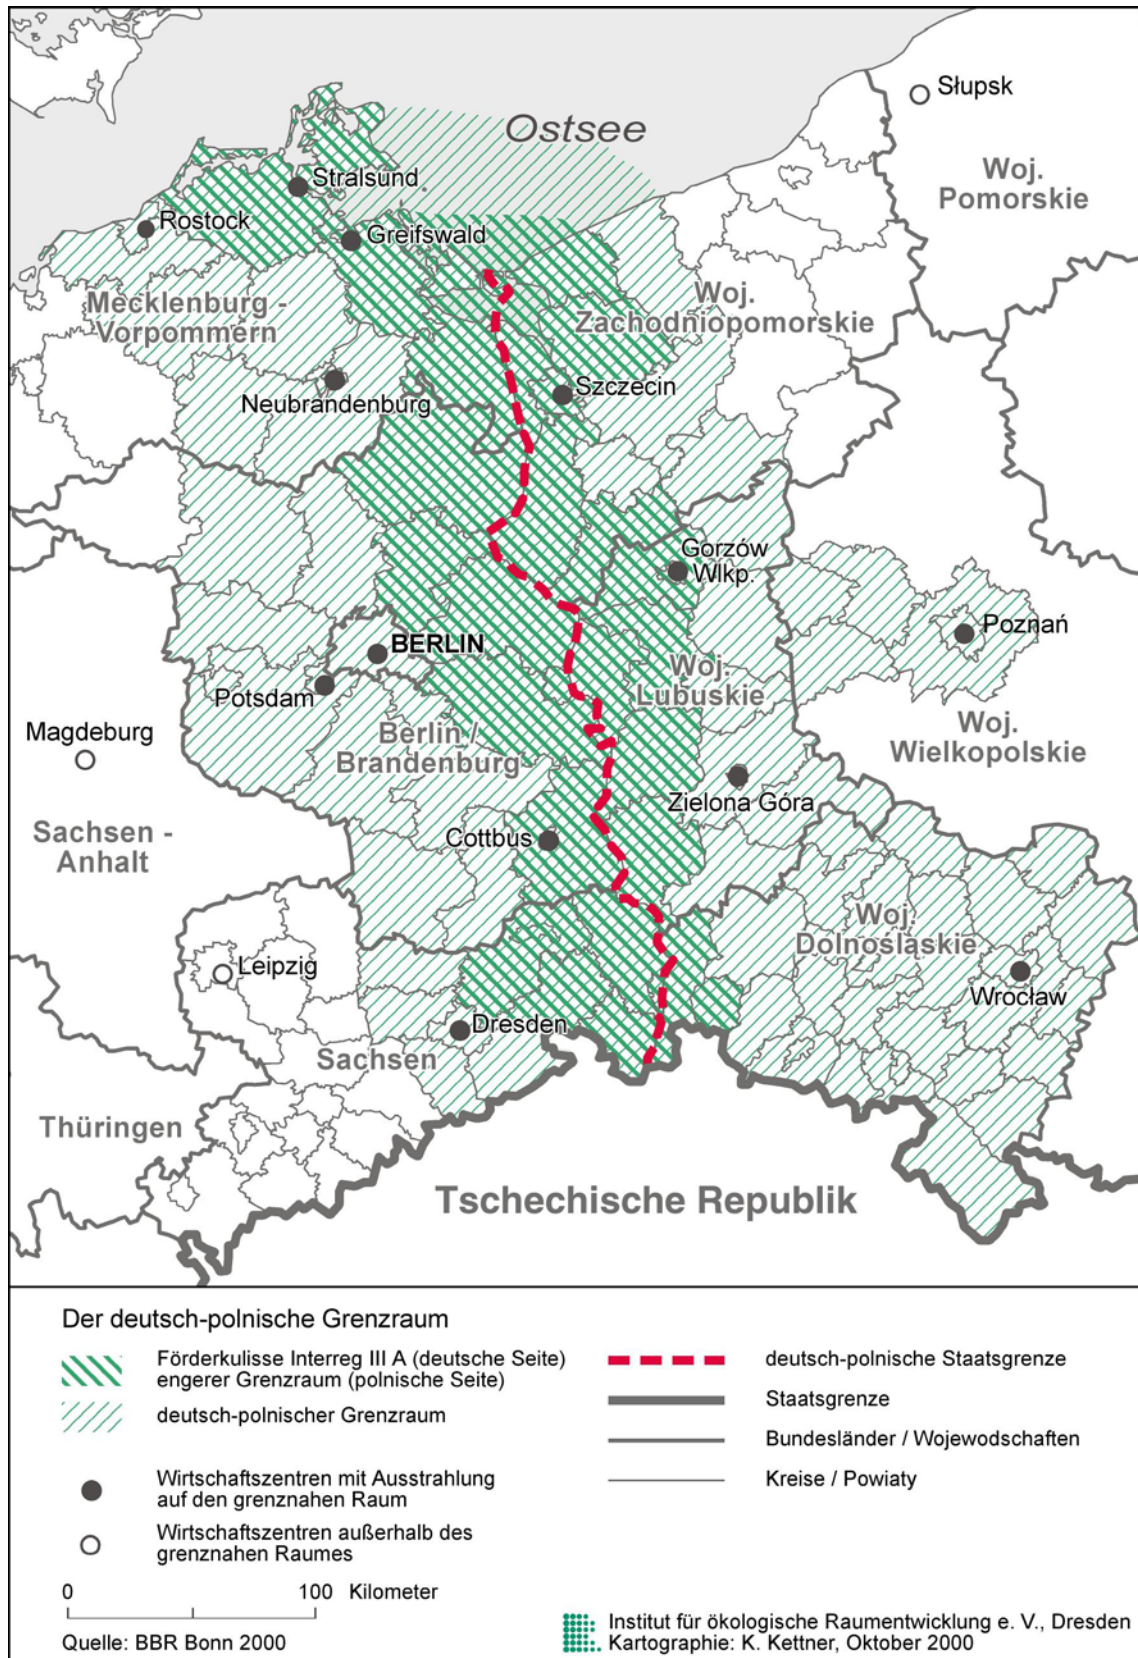 Słupsk
Ostsee
Woj.
Pomorskie
Stralsund
Rostock
Greifswald
Mecklenburg -
Vorpommern
Woj.
Zachodniopomorskie
Szczecin
Neubrandenburg
Gorzów
Wlkp.
Poznań
BERLIN
Potsdam
Woj.
Lubuskie
Magdeburg
Berlin /
Brandenburg
Woj.
Wielkopolskie
Zielona Góra
Sachsen -
Anhalt
Cottbus
Woj.
Dolnośląskie
Leipzig
Wrocław
Dresden
Sachsen
Thüringen
Tschechische Republik
Der deutsch-polnische Grenzraum
Förderkulisse Interreg III A (deutsche Seite)
engerer Grenzraum (polnische Seite)
deutsch-polnischer Grenzraum
Wirtschaftszentren mit Ausstrahlung
auf den grenznahen Raum
Wirtschaftszentren außerhalb des
grenznahen Raumes
deutsch-polnische Staatsgrenze
Staatsgrenze
Bundesländer / Wojewodschaften
Kreise / Powiaty
0 100 Kilometer
Quelle: BBR Bonn 2000
Institut für ökologische Raumentwicklung e. V., Dresden
Kartographie: K. Kettner, Oktober 2000